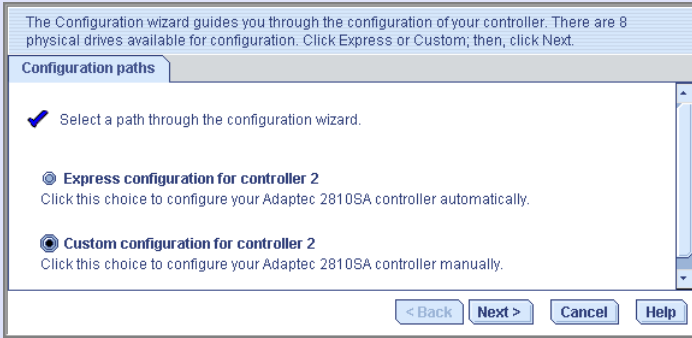 The Configuration wizard guides you through the configuration of your controller. There are 8
physical drives available for configuration. Click Express or Custom; then, click Next.
Configuration paths
Select a path through the configuration wizard.
Express configuration for controller 2
Click this choice to configure your Adaptec 2810SA controller automatically.
Custom configuration for controller 2
Click this choice to configure your Adaptec 2810SA controller manually.
< Back Next > Cancel Help